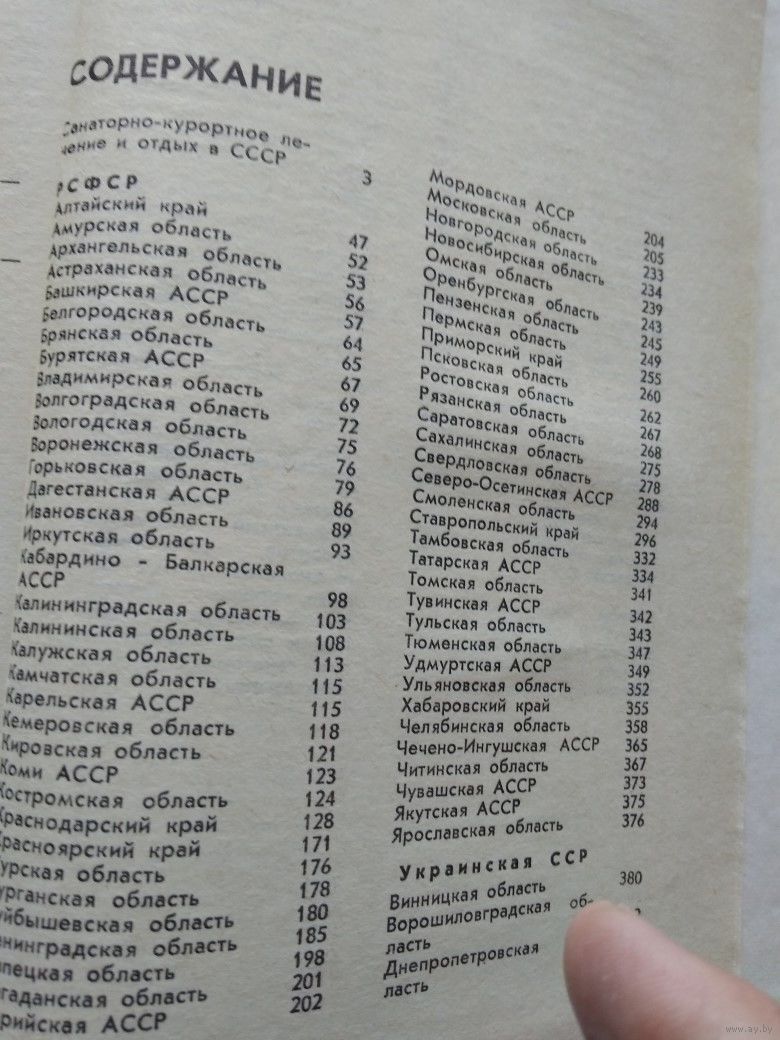 СОДЕРЖАНИЕ
Санаторно-курортное ле-
чение и отдых в СССР 3
РСФСР
Алтайский край 47
Амурская область 52
Архангельская область 53
Астраханская область 56
Башкирская АССР 57
Белгородская область 64
Брянская область 65
Бурятская АССР 67
Владимирская область 69
Волгоградская область 72
Вологодская область 75
Воронежская область 76
Горьковская область 79
Дагестанская АССР 86
Ивановская область 89
Иркутская область 93
Кабардино - Балкарская
АССР 98
Калининградская область 103
Калининская область 108
Калужская область 113
Камчатская область 115
Карельская АССР 115
Кемеровская область 118
Кировская область 121
Коми АССР 123
Костромская область 124
Краснодарский край 128
Красноярский край 171
урская область 176
урганская область 178
уйбышевская область 180
енинградская область 185
ипецкая область 198
гаданская область 201
рийская АССР 202
Мордовская АССР 204
Московская область 205
Новгородская область 233
Новосибирская область 234
Омская область 239
Оренбургская область 243
Пензенская область 245
Пермская область 249
Приморский край 255
Псковская область 260
Ростовская область 262
Рязанская область 267
Саратовская область 268
Сахалинская область 275
Свердловская область 278
Северо-Осетинская АССР 288
Смоленская область 294
Ставропольский край 296
Тамбовская область 332
Татарская АССР 334
Томская область 341
Тувинская АССР 342
Тульская область 343
Тюменская область 347
Удмуртская АССР 349
Ульяновская область 352
Хабаровский край 355
Челябинская область 358
Чечено-Ингушская АССР 365
Читинская область 367
Чувашская АССР 373
Якутская АССР 375
Ярославская область 376
Украинская ССР
Винницкая область 380
Ворошиловградская об-
ласть
Днепропетровская
ласть
www.ay.by